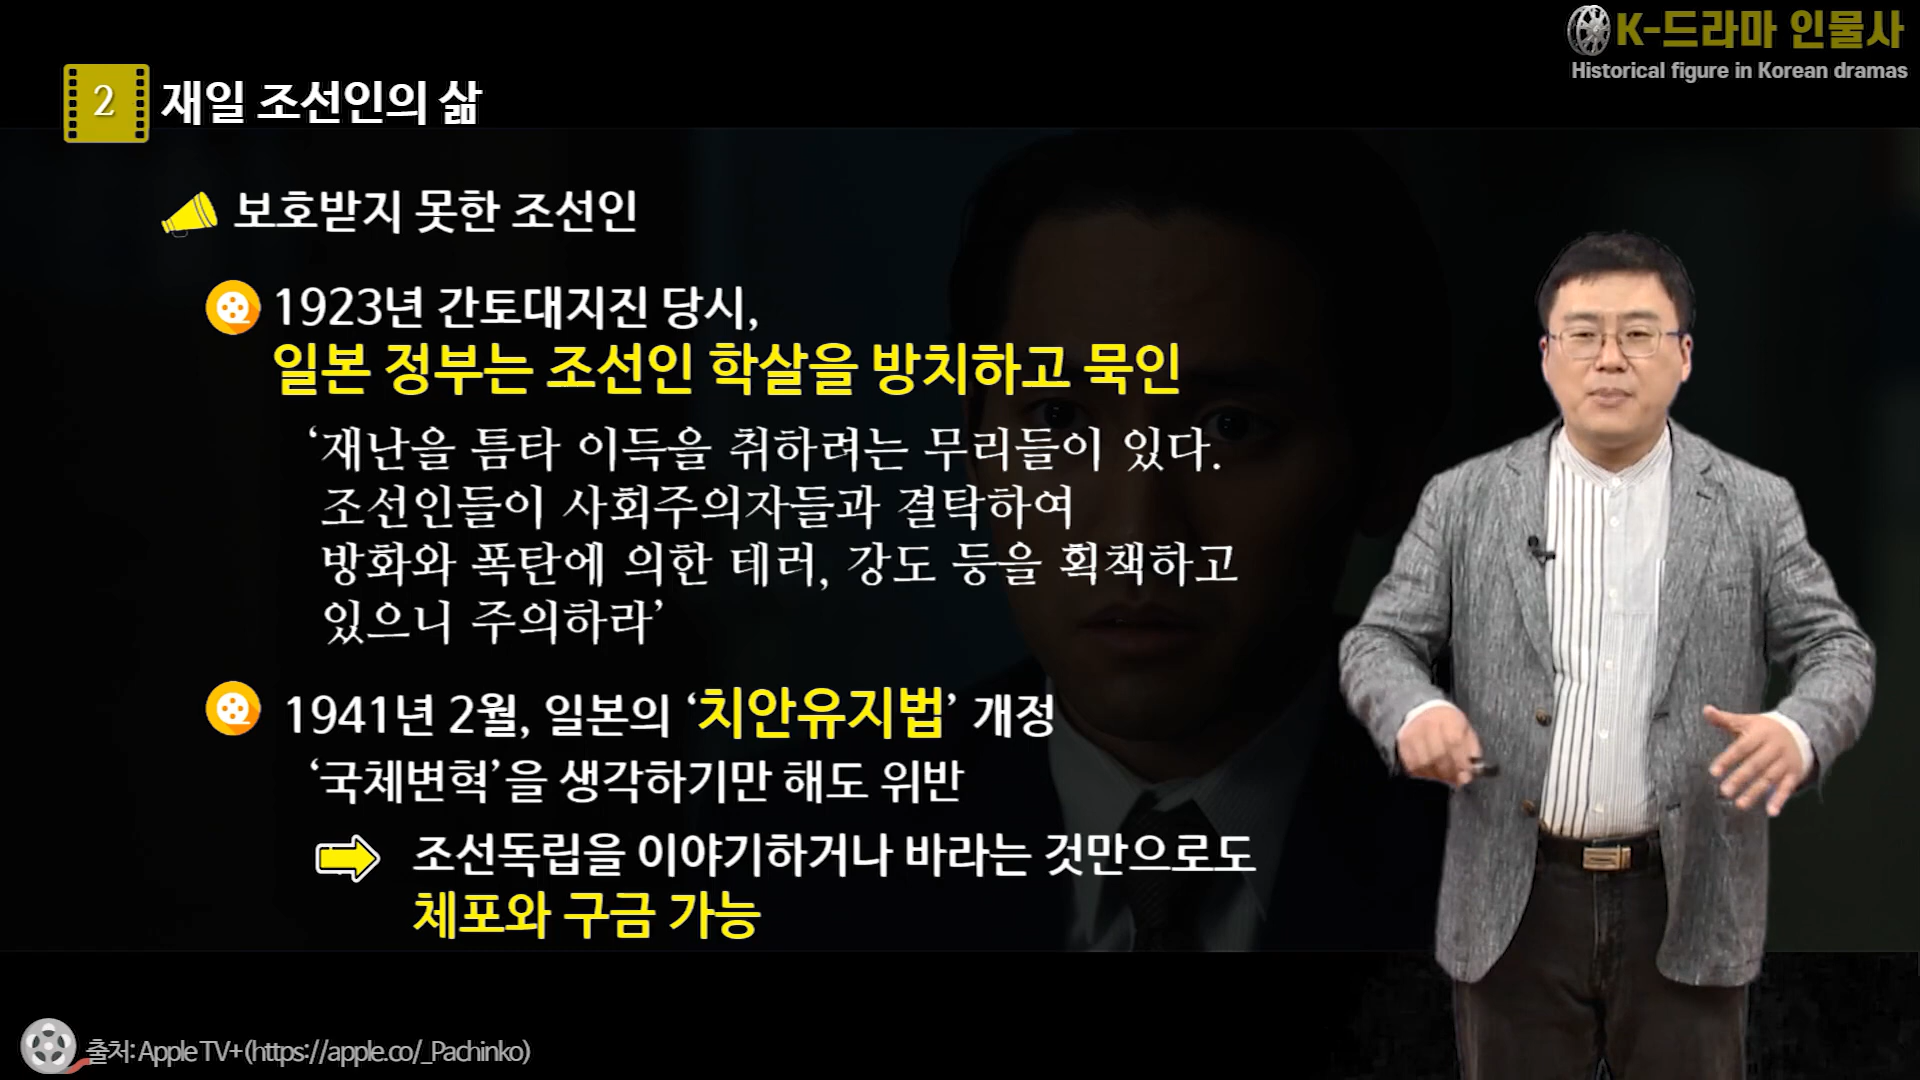 K-드라마 인물사
Historical figure in Korean dramas
2 재일 조선인의 삶
보호받지 못한 조선인
1923년 간토대지진 당시,
일본 정부는 조선인 학살을 방치하고 묵인
‘재난을 틈타 이득을 취하려는 무리들이 있다.
조선인들이 사회주의자들과 결탁하여
방화와 폭탄에 의한 테러, 강도 등을 획책하고
있으니 주의하라’
1941년 2월, 일본의 ‘치안유지법’ 개정
‘국체변혁’을 생각하기만 해도 위반
조선독립을 이야기하거나 바라는 것만으로도
체포와 구금 가능
출처: Apple TV+(https://apple.co/_Pachinko)